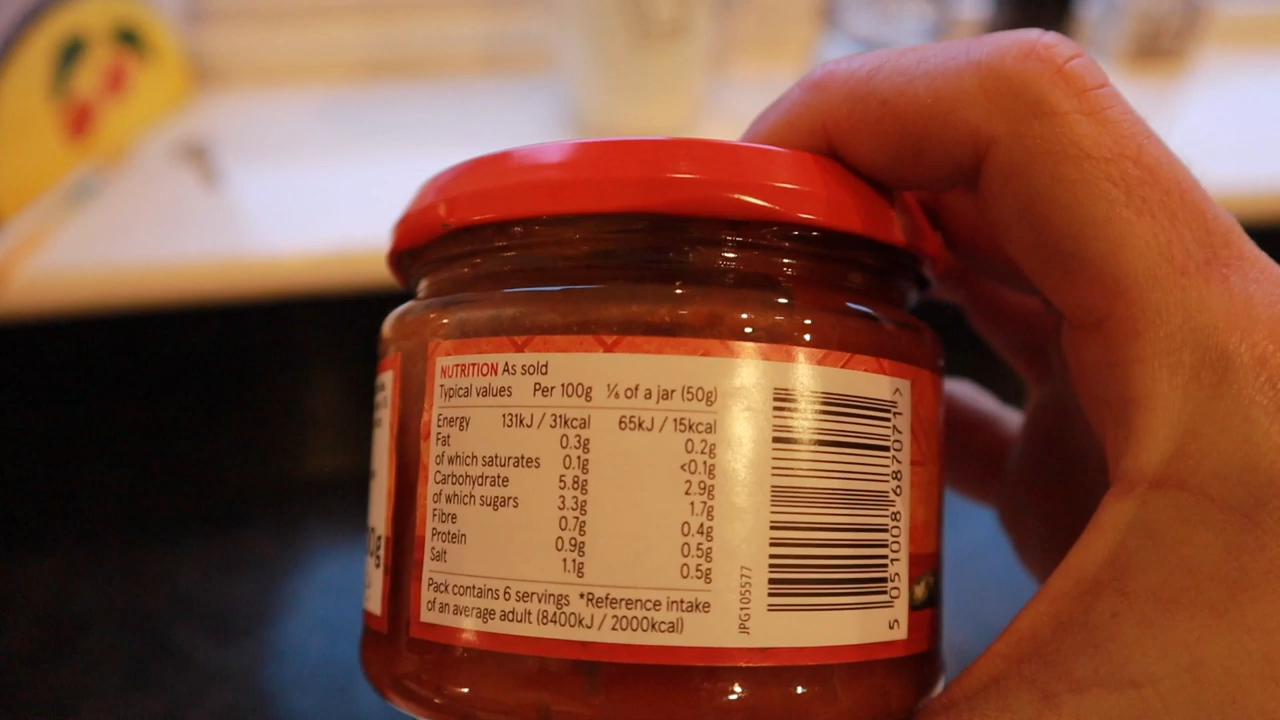 NUTRITION As sold
Typical values Per 100g ⅙ of a jar (50g)
Energy 131kJ / 31kcal 65kJ / 15kcal
Fat 0.3g 0.2g
of which saturates 0.1g <0.1g
Carbohydrate 5.8g 2.9g
of which sugars 3.3g 1.7g
Fibre 0.7g 0.4g
Protein 0.9g 0.5g
Salt 1.1g 0.5g
Pack contains 6 servings *Reference intake
of an average adult (8400kJ / 2000kcal)
JPG105577
5 051008 687071 >
0g